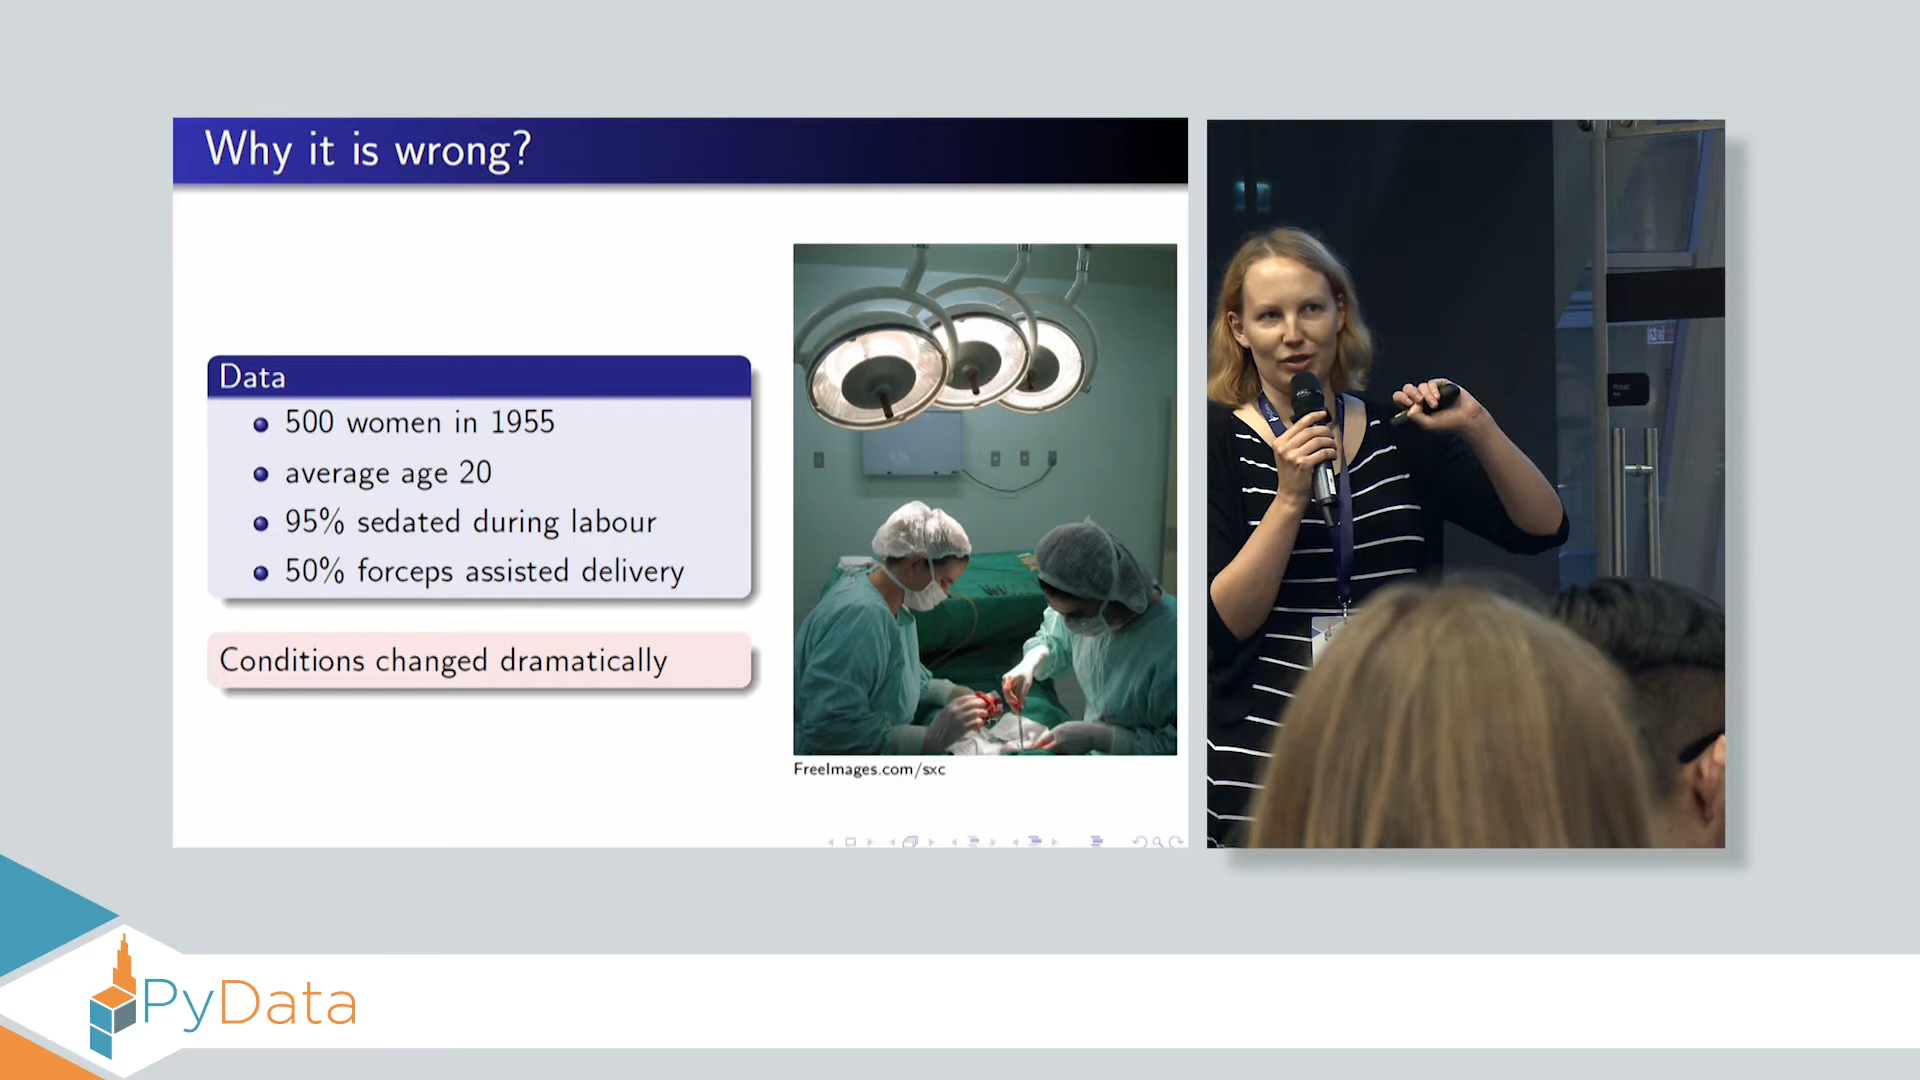 Why it is wrong?
Data
500 women in 1955
average age 20
95% sedated during labour
50% forceps assisted delivery
Conditions changed dramatically
FreeImages.com/sxc
PyData